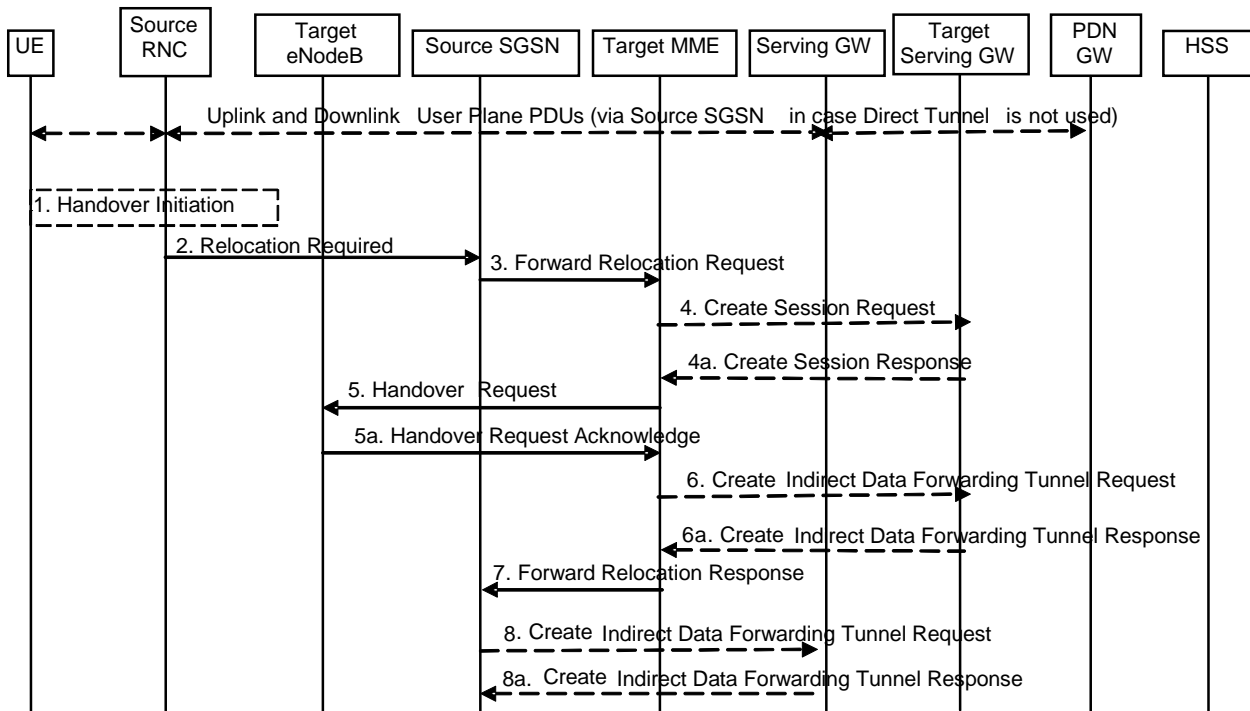 UE
Source
RNC
Target
eNodeB
Source SGSN
Target MME
Serving GW
Target
Serving GW
PDN
GW
HSS
Uplink and Downlink User Plane PDUs (via Source SGSN in case Direct Tunnel is not used)
1. Handover Initiation
2. Relocation Required
3. Forward Relocation Request
4. Create Session Request
4a. Create Session Response
5. Handover Request
5a. Handover Request Acknowledge
6. Create Indirect Data Forwarding Tunnel Request
6a. Create Indirect Data Forwarding Tunnel Response
7. Forward Relocation Response
8. Create Indirect Data Forwarding Tunnel Request
8a. Create Indirect Data Forwarding Tunnel Response